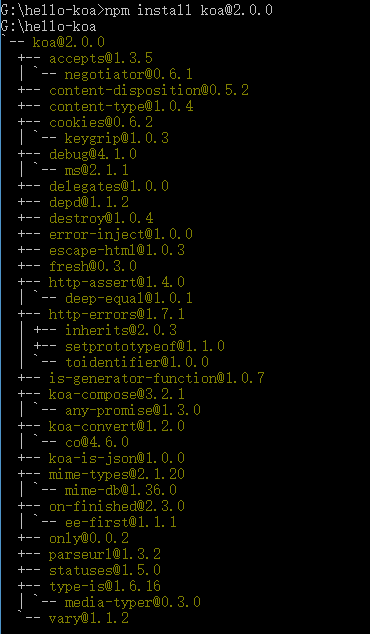 G:\hello-koa>npm install koa@2.0.0
G:\hello-koa
`-- koa@2.0.0
  +-- accepts@1.3.5
  | `-- negotiator@0.6.1
  +-- content-disposition@0.5.2
  +-- content-type@1.0.4
  +-- cookies@0.6.2
  | `-- keygrip@1.0.3
  +-- debug@4.1.0
  | `-- ms@2.1.1
  +-- delegates@1.0.0
  +-- depd@1.1.2
  +-- destroy@1.0.4
  +-- error-inject@1.0.0
  +-- escape-html@1.0.3
  +-- fresh@0.3.0
  +-- http-assert@1.4.0
  | `-- deep-equal@1.0.1
  +-- http-errors@1.7.1
  | +-- inherits@2.0.3
  | +-- setprototypeof@1.1.0
  | `-- toidentifier@1.0.0
  +-- is-generator-function@1.0.7
  +-- koa-compose@3.2.1
  | `-- any-promise@1.3.0
  +-- koa-convert@1.2.0
  | `-- co@4.6.0
  +-- koa-is-json@1.0.0
  +-- mime-types@2.1.20
  | `-- mime-db@1.36.0
  +-- on-finished@2.3.0
  | `-- ee-first@1.1.1
  +-- only@0.0.2
  +-- parseurl@1.3.2
  +-- statuses@1.5.0
  +-- type-is@1.6.16
  | `-- media-typer@0.3.0
  `-- vary@1.1.2